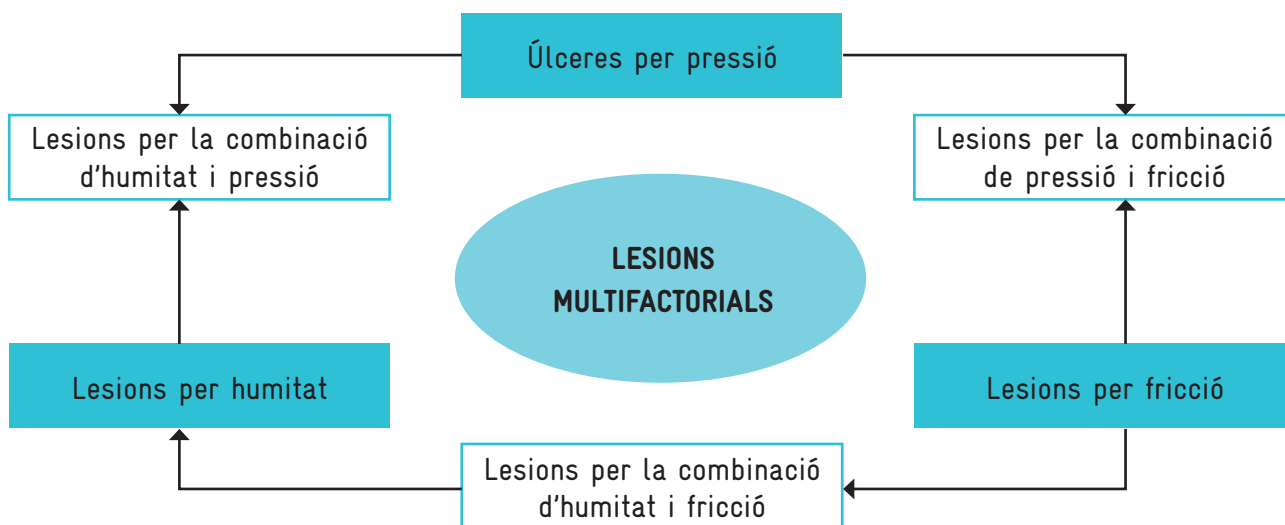 Úlceres per pressió
Lesions per la combinació
d'humitat i pressió
Lesions per la combinació
de pressió i fricció
LESIONS
MULTIFACTORIALS
Lesions per humitat
Lesions per fricció
Lesions per la combinació
d'humitat i fricció